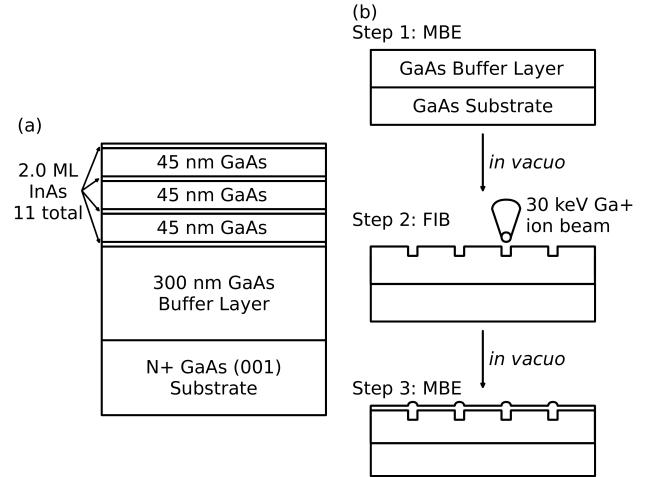 (a)
2.0 ML
InAs
11 total
45 nm GaAs
45 nm GaAs
45 nm GaAs
300 nm GaAs
Buffer Layer
N+ GaAs (001)
Substrate
(b)
Step 1: MBE
GaAs Buffer Layer
GaAs Substrate
in vacuo
Step 2: FIB
30 keV Ga+
ion beam
in vacuo
Step 3: MBE